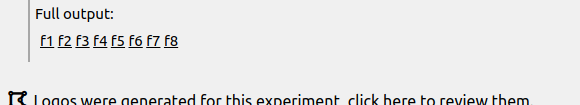 Full output:
f1 f2 f3 f4 f5 f6 f7 f8
Logos were generated for this experiment, click here to review them.